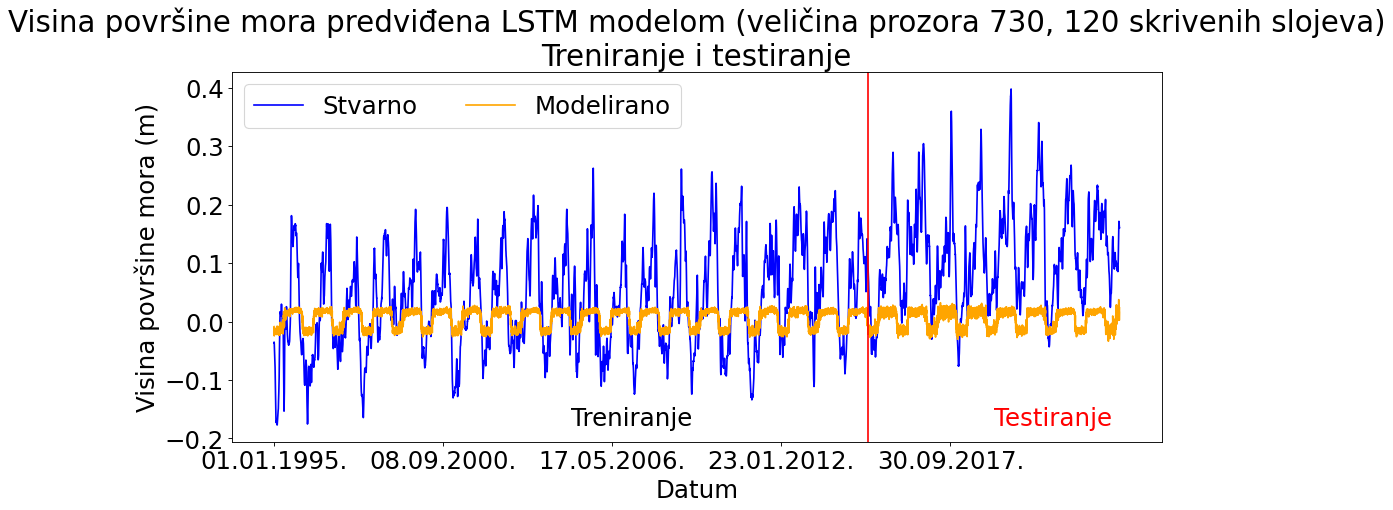 Visina površine mora predviđena LSTM modelom (veličina prozora 730, 120 skrivenih slojeva)
Treniranje i testiranje
Stvarno
Modelirano
Visina površine mora (m)
0.4
0.3
0.2
0.1
0.0
−0.1
−0.2
Treniranje
Testiranje
01.01.1995.
08.09.2000.
17.05.2006.
23.01.2012.
30.09.2017.
Datum